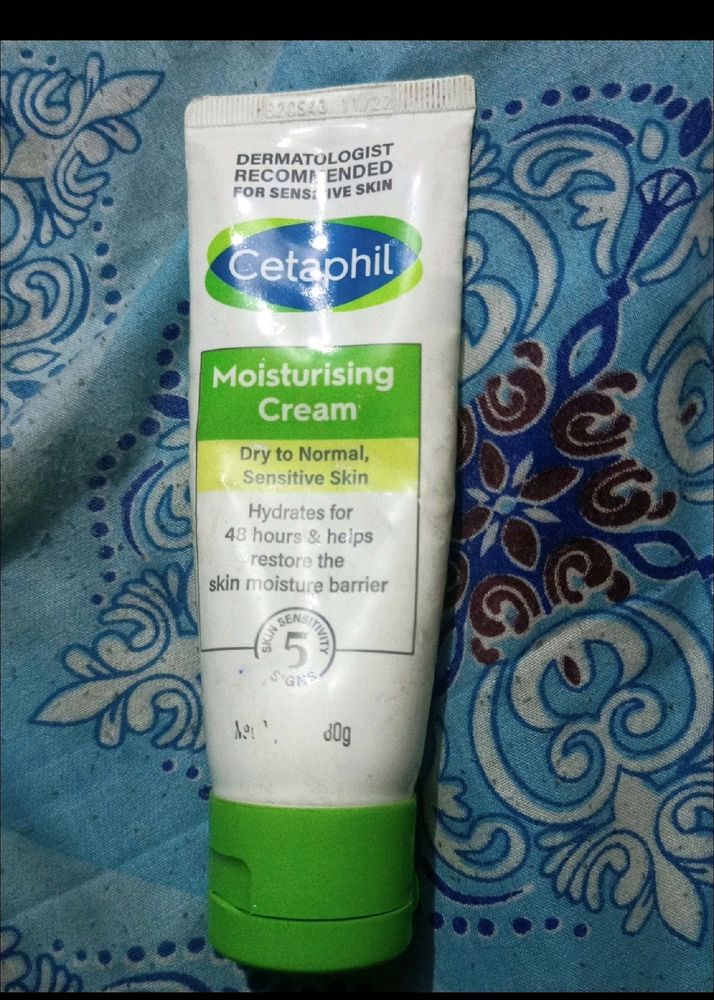 11/22
DERMATOLOGIST
RECOMMENDED
FOR SENSITIVE SKIN
Cetaphil
Moisturising
Cream
Dry to Normal,
Sensitive Skin
Hydrates for
48 hours & helps
restore the
skin moisture barrier
SKIN SENSITIVITY
5
SIGNS
80g